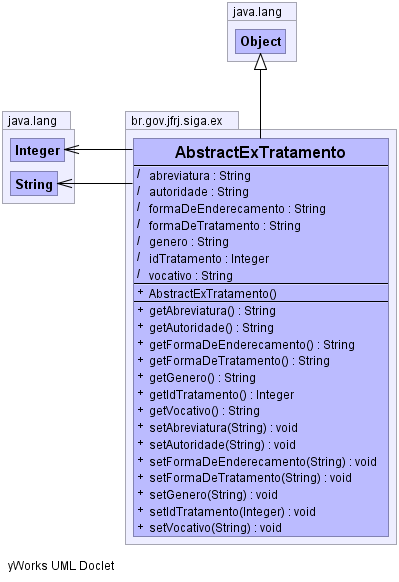 java.lang
Object
java.lang
Integer
String
br.gov.jfrj.siga.ex
AbstractExTratamento
/ abreviatura : String
/ autoridade : String
/ formaDeEnderecamento : String
/ formaDeTratamento : String
/ genero : String
/ idTratamento : Integer
/ vocativo : String
+ AbstractExTratamento()
+ getAbreviatura() : String
+ getAutoridade() : String
+ getFormaDeEnderecamento() : String
+ getFormaDeTratamento() : String
+ getGenero() : String
+ getIdTratamento() : Integer
+ getVocativo() : String
+ setAbreviatura(String) : void
+ setAutoridade(String) : void
+ setFormaDeEnderecamento(String) : void
+ setFormaDeTratamento(String) : void
+ setGenero(String) : void
+ setIdTratamento(Integer) : void
+ setVocativo(String) : void
yWorks UML Doclet